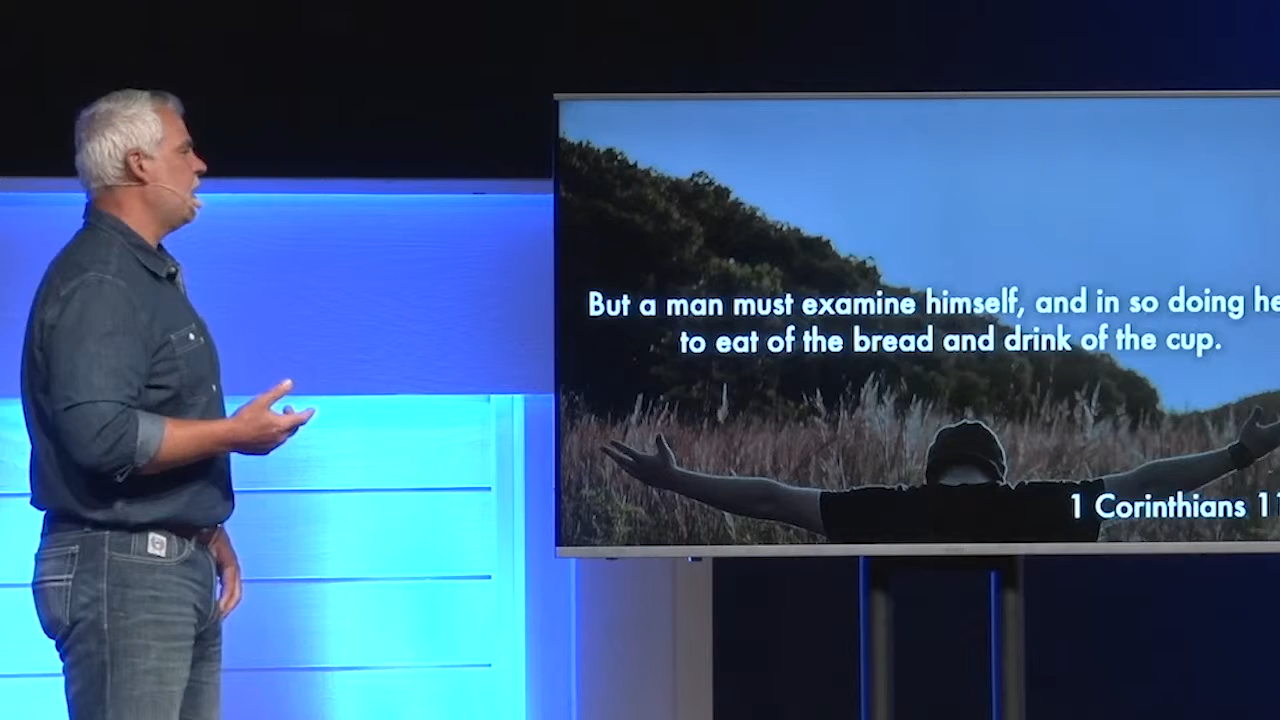 But a man must examine himself, and in so doing he
to eat of the bread and drink of the cup.
1 Corinthians 11